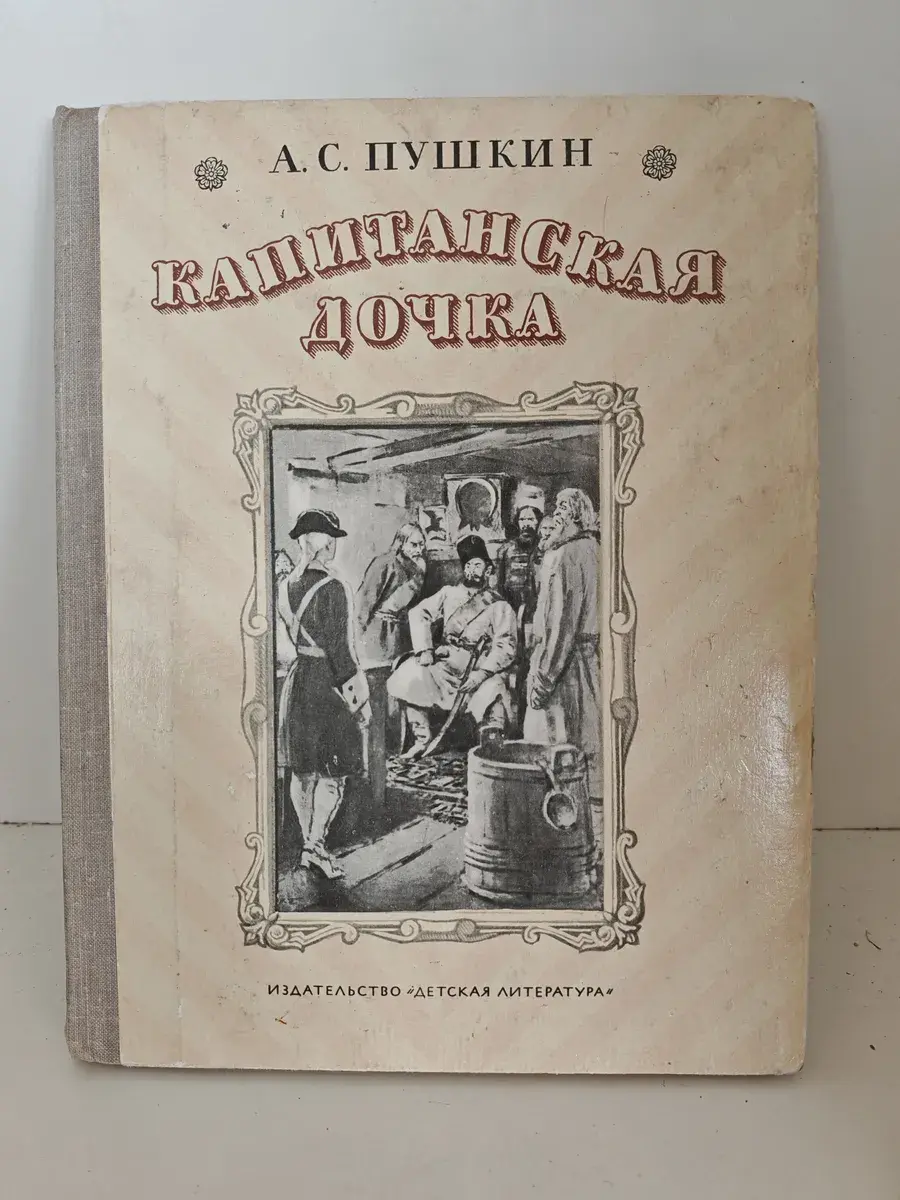 А. С. ПУШКИН
КАПИТАНСКАЯ
ДОЧКА
ИЗДАТЕЛЬСТВО "ДЕТСКАЯ ЛИТЕРАТУРА"